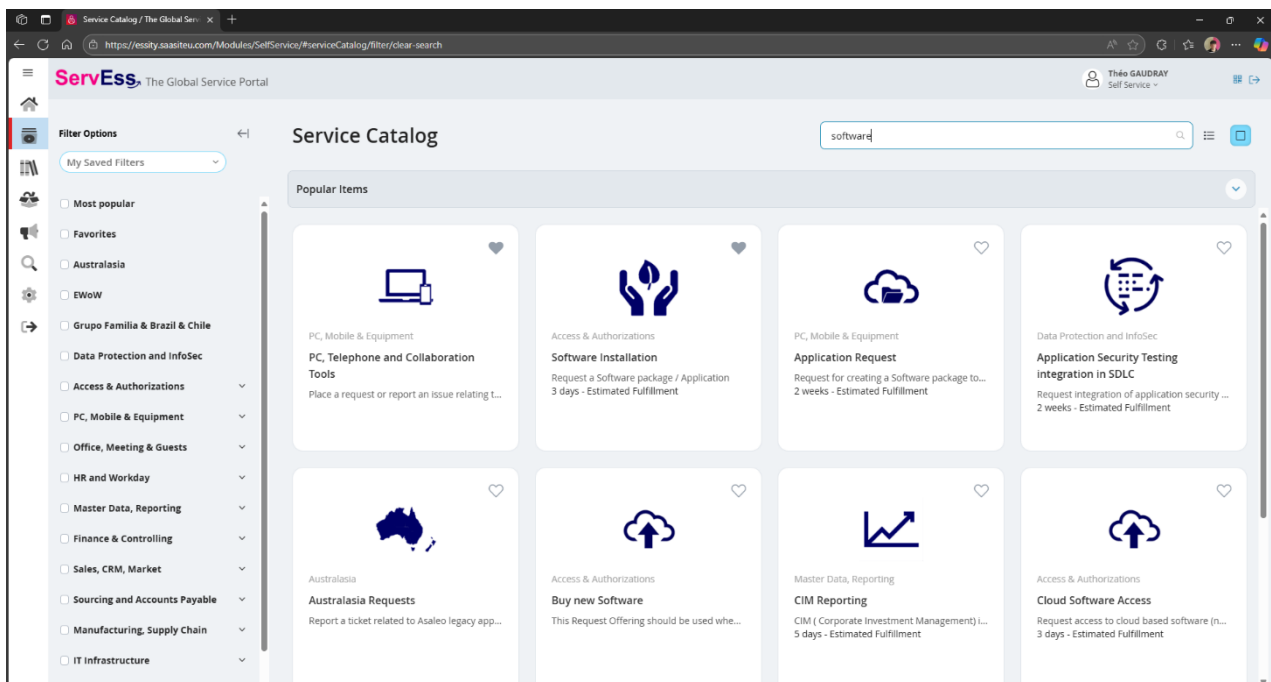 Service Catalog / The Global Serv
https://essity.saasiteu.com/Modules/SelfService/#serviceCatalog/filter/clear-search
ServEss, The Global Service Portal
Théo GAUDRAY
Self Service
Filter Options
My Saved Filters
Most popular
Favorites
Australasia
EWoW
Grupo Familia & Brazil & Chile
Data Protection and InfoSec
Access & Authorizations
PC, Mobile & Equipment
Office, Meeting & Guests
HR and Workday
Master Data, Reporting
Finance & Controlling
Sales, CRM, Market
Sourcing and Accounts Payable
Manufacturing, Supply Chain
IT Infrastructure
Service Catalog
software
Popular Items
PC, Mobile & Equipment
PC, Telephone and Collaboration
Tools
Place a request or report an issue relating t...
Access & Authorizations
Software Installation
Request a Software package / Application
3 days - Estimated Fulfillment
PC, Mobile & Equipment
Application Request
Request for creating a Software package to...
2 weeks - Estimated Fulfillment
Data Protection and InfoSec
Application Security Testing
integration in SDLC
Request integration of application security ...
2 weeks - Estimated Fulfillment
Australasia
Australasia Requests
Report a ticket related to Asaleo legacy app...
Access & Authorizations
Buy new Software
This Request Offering should be used whe...
Master Data, Reporting
CIM Reporting
CIM ( Corporate Investment Management) i...
5 days - Estimated Fulfillment
Access & Authorizations
Cloud Software Access
Request access to cloud based software (n...
3 days - Estimated Fulfillment